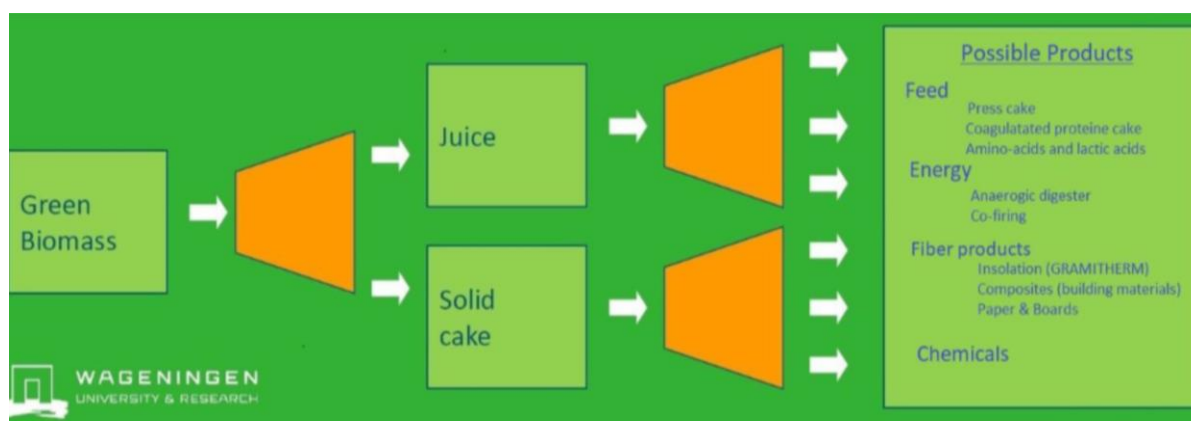 Green
Biomass
Juice
Solid
cake
Possible Products
Feed
Press cake
Coagulatated proteine cake
Amino-acids and lactic acids
Energy
Anaerogic digester
Co-firing
Fiber products
Insolation (GRAMITHERM)
Composites (building materials)
Paper & Boards
Chemicals
WAGENINGEN
UNIVERSITY & RESEARCH